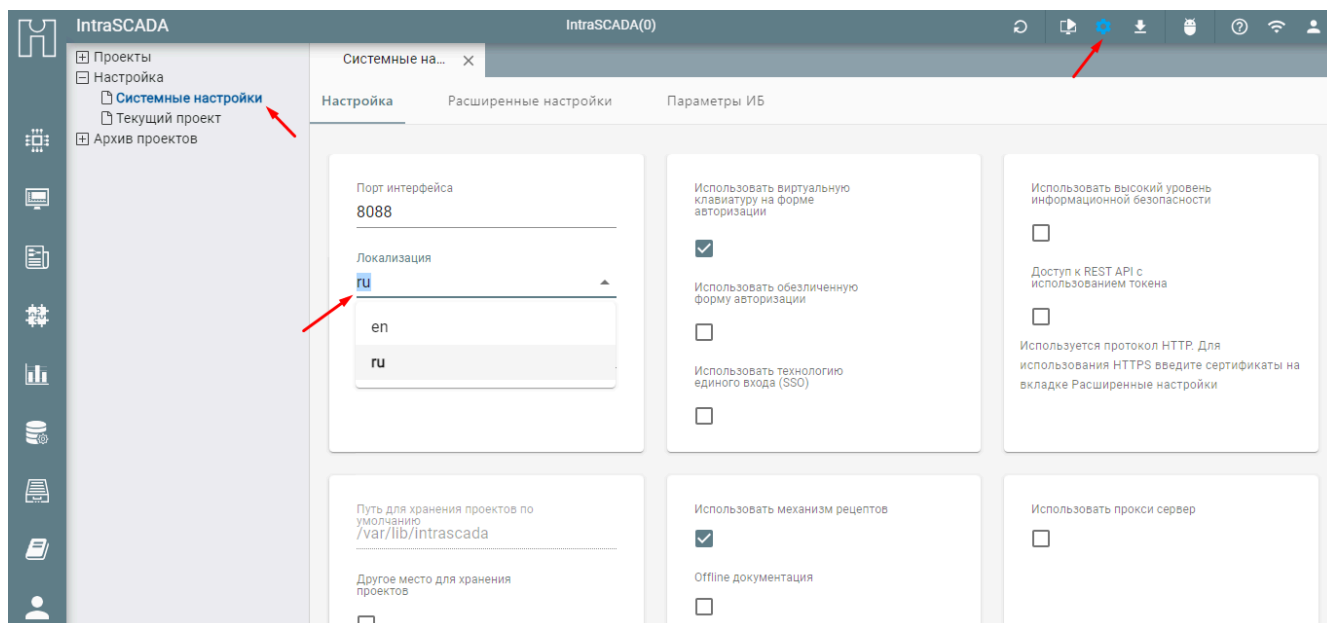 IntraSCADA
IntraSCADA(0)
Проекты
Настройка
Системные настройки
Текущий проект
Архив проектов
Системные на...
Настройка
Расширенные настройки
Параметры ИБ
Порт интерфейса
8088
Локализация
ru
en
ru
Использовать виртуальную
клавиатуру на форме
авторизации
Использовать обезличенную
форму авторизации
Использовать технологию
единого входа (SSO)
Использовать высокий уровень
информационной безопасности
Доступ к REST API с
использованием токена
Используется протокол HTTP. Для
использования HTTPS введите сертификаты на
вкладке Расширенные настройки
Путь для хранения проектов по
умолчанию
/var/lib/intrascada
Другое место для хранения
проектов
Использовать механизм рецептов
Offline документация
Использовать прокси сервер